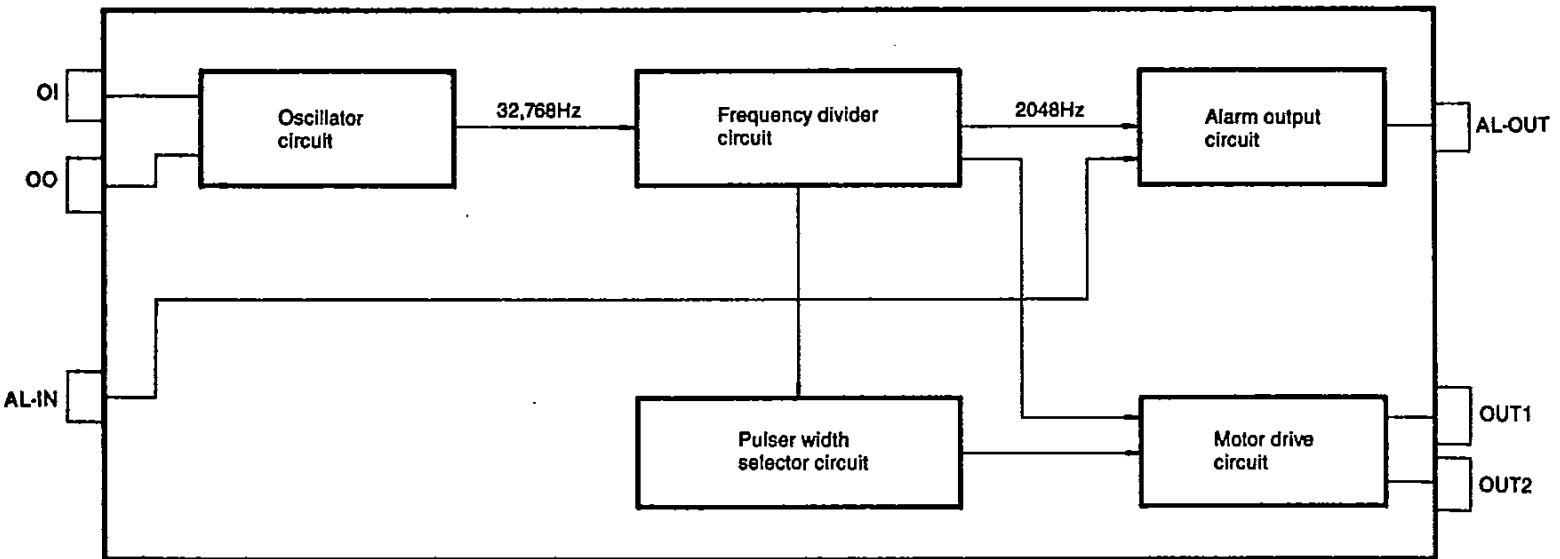 OI
Oscillator
circuit
32,768Hz
Frequency divider
circuit
2048Hz
Alarm output
circuit
AL-OUT
OO
AL-IN
Pulser width
selector circuit
Motor drive
circuit
OUT1
OUT2